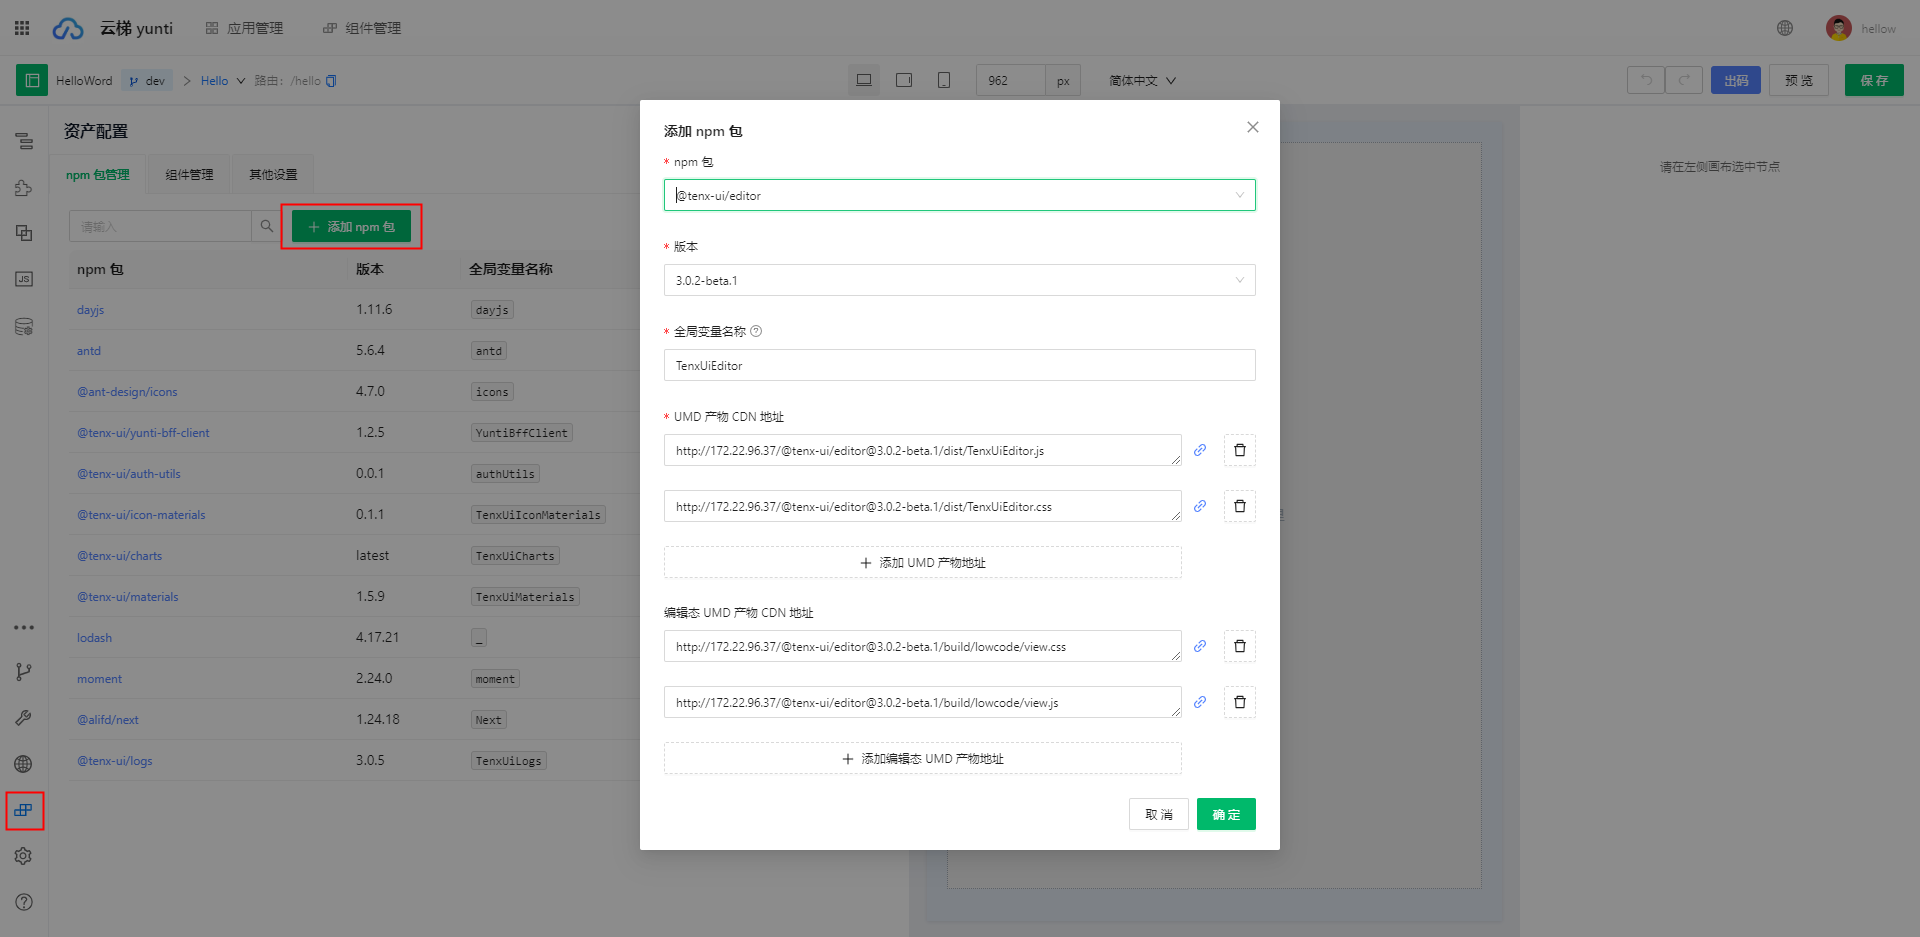 云梯 yunti
应用管理
组件管理
hellow
HelloWord
dev
Hello
路由: /hello
962
px
简体中文
出码
预 览
保 存
资产配置
npm 包管理
组件管理
其他设置
请输入
添加 npm 包
npm 包
版本
全局变量名称
dayjs
1.11.6
dayjs
antd
5.6.4
antd
@ant-design/icons
4.7.0
icons
@tenx-ui/yunti-bff-client
1.2.5
YuntiBffClient
@tenx-ui/auth-utils
0.0.1
authUtils
@tenx-ui/icon-materials
0.1.1
TenxUiIconMaterials
@tenx-ui/charts
latest
TenxUiCharts
@tenx-ui/materials
1.5.9
TenxUiMaterials
lodash
4.17.21
_
moment
2.24.0
moment
@alifd/next
1.24.18
Next
@tenx-ui/logs
3.0.5
TenxUiLogs
JS
添加 npm 包
* npm 包
@tenx-ui/editor
* 版本
3.0.2-beta.1
* 全局变量名称
TenxUiEditor
* UMD 产物 CDN 地址
http://172.22.96.37/@tenx-ui/editor@3.0.2-beta.1/dist/TenxUiEditor.js
http://172.22.96.37/@tenx-ui/editor@3.0.2-beta.1/dist/TenxUiEditor.css
添加 UMD 产物地址
编辑态 UMD 产物 CDN 地址
http://172.22.96.37/@tenx-ui/editor@3.0.2-beta.1/build/lowcode/view.css
http://172.22.96.37/@tenx-ui/editor@3.0.2-beta.1/build/lowcode/view.js
添加编辑态 UMD 产物地址
取 消
确 定
请在左侧画布选中节点